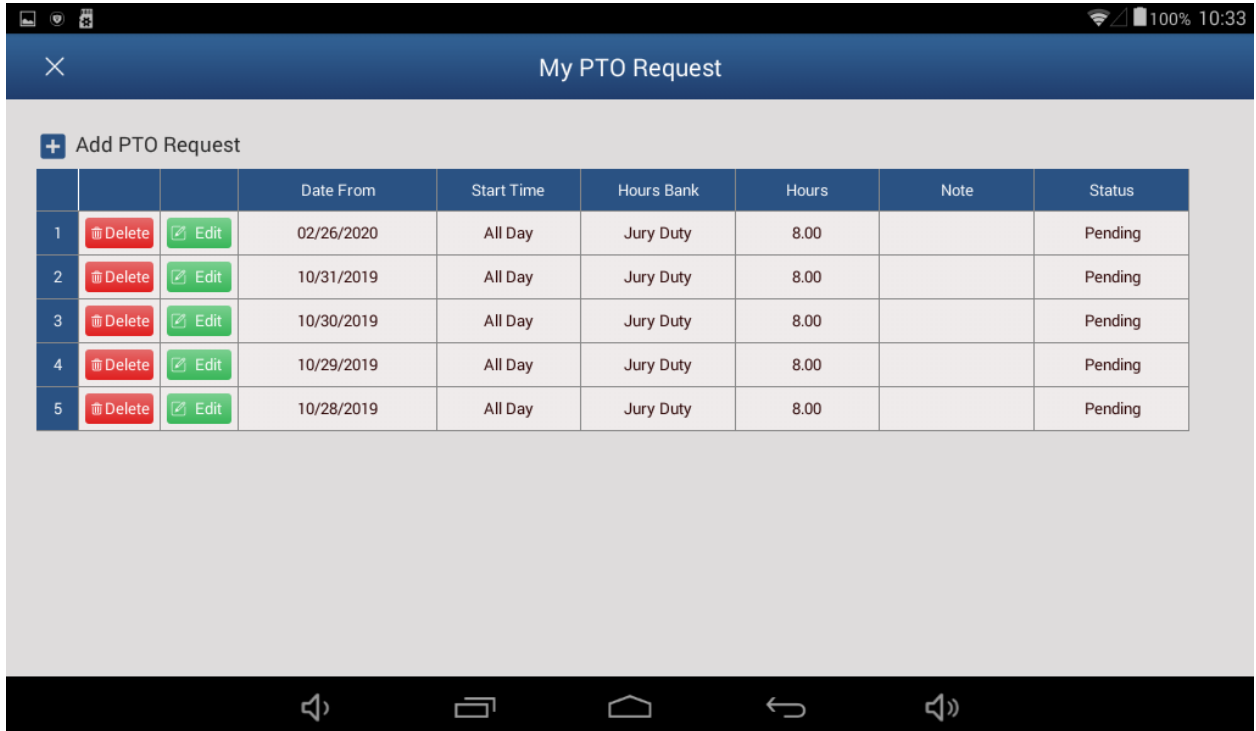 100% 10:33
My PTO Request
Add PTO Request
Date From Start Time Hours Bank Hours Note Status
1 Delete Edit 02/26/2020 All Day Jury Duty 8.00 Pending
2 Delete Edit 10/31/2019 All Day Jury Duty 8.00 Pending
3 Delete Edit 10/30/2019 All Day Jury Duty 8.00 Pending
4 Delete Edit 10/29/2019 All Day Jury Duty 8.00 Pending
5 Delete Edit 10/28/2019 All Day Jury Duty 8.00 Pending